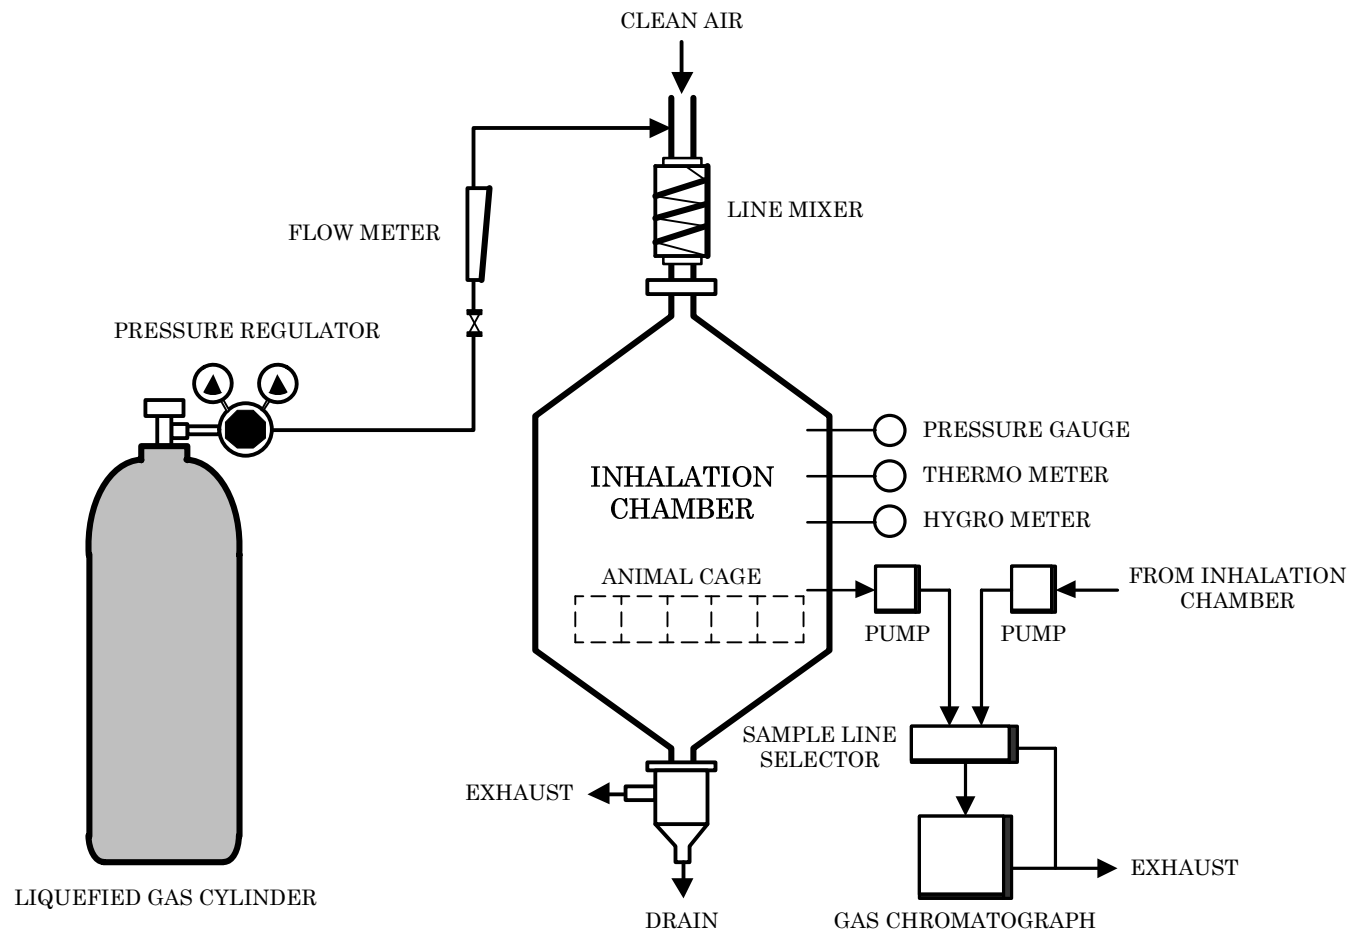 CLEAN AIR
LINE MIXER
FLOW METER
PRESSURE REGULATOR
PRESSURE GAUGE
INHALATION
CHAMBER
THERMO METER
HYGRO METER
ANIMAL CAGE
FROM INHALATION
CHAMBER
PUMP
PUMP
SAMPLE LINE
SELECTOR
EXHAUST
EXHAUST
LIQUEFIED GAS CYLINDER
DRAIN
GAS CHROMATOGRAPH